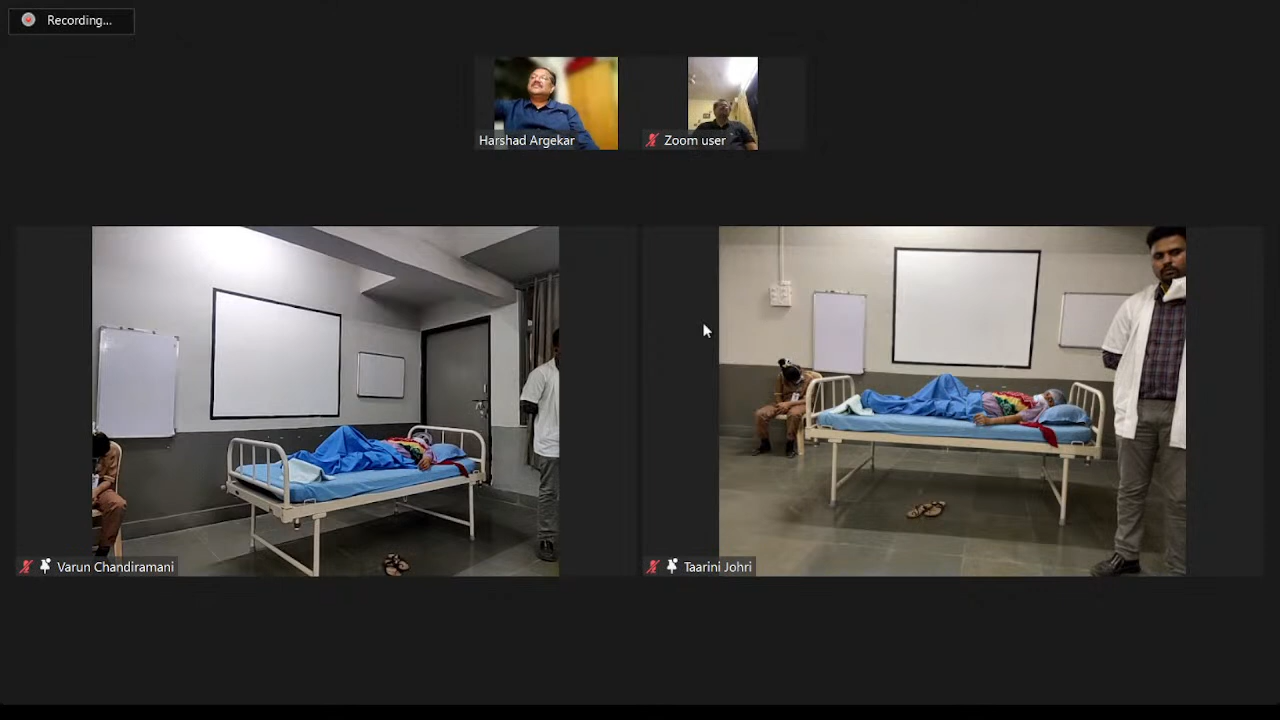 Recording...
Harshad Argekar
Zoom user
Varun Chandiramani
Taarini Johri